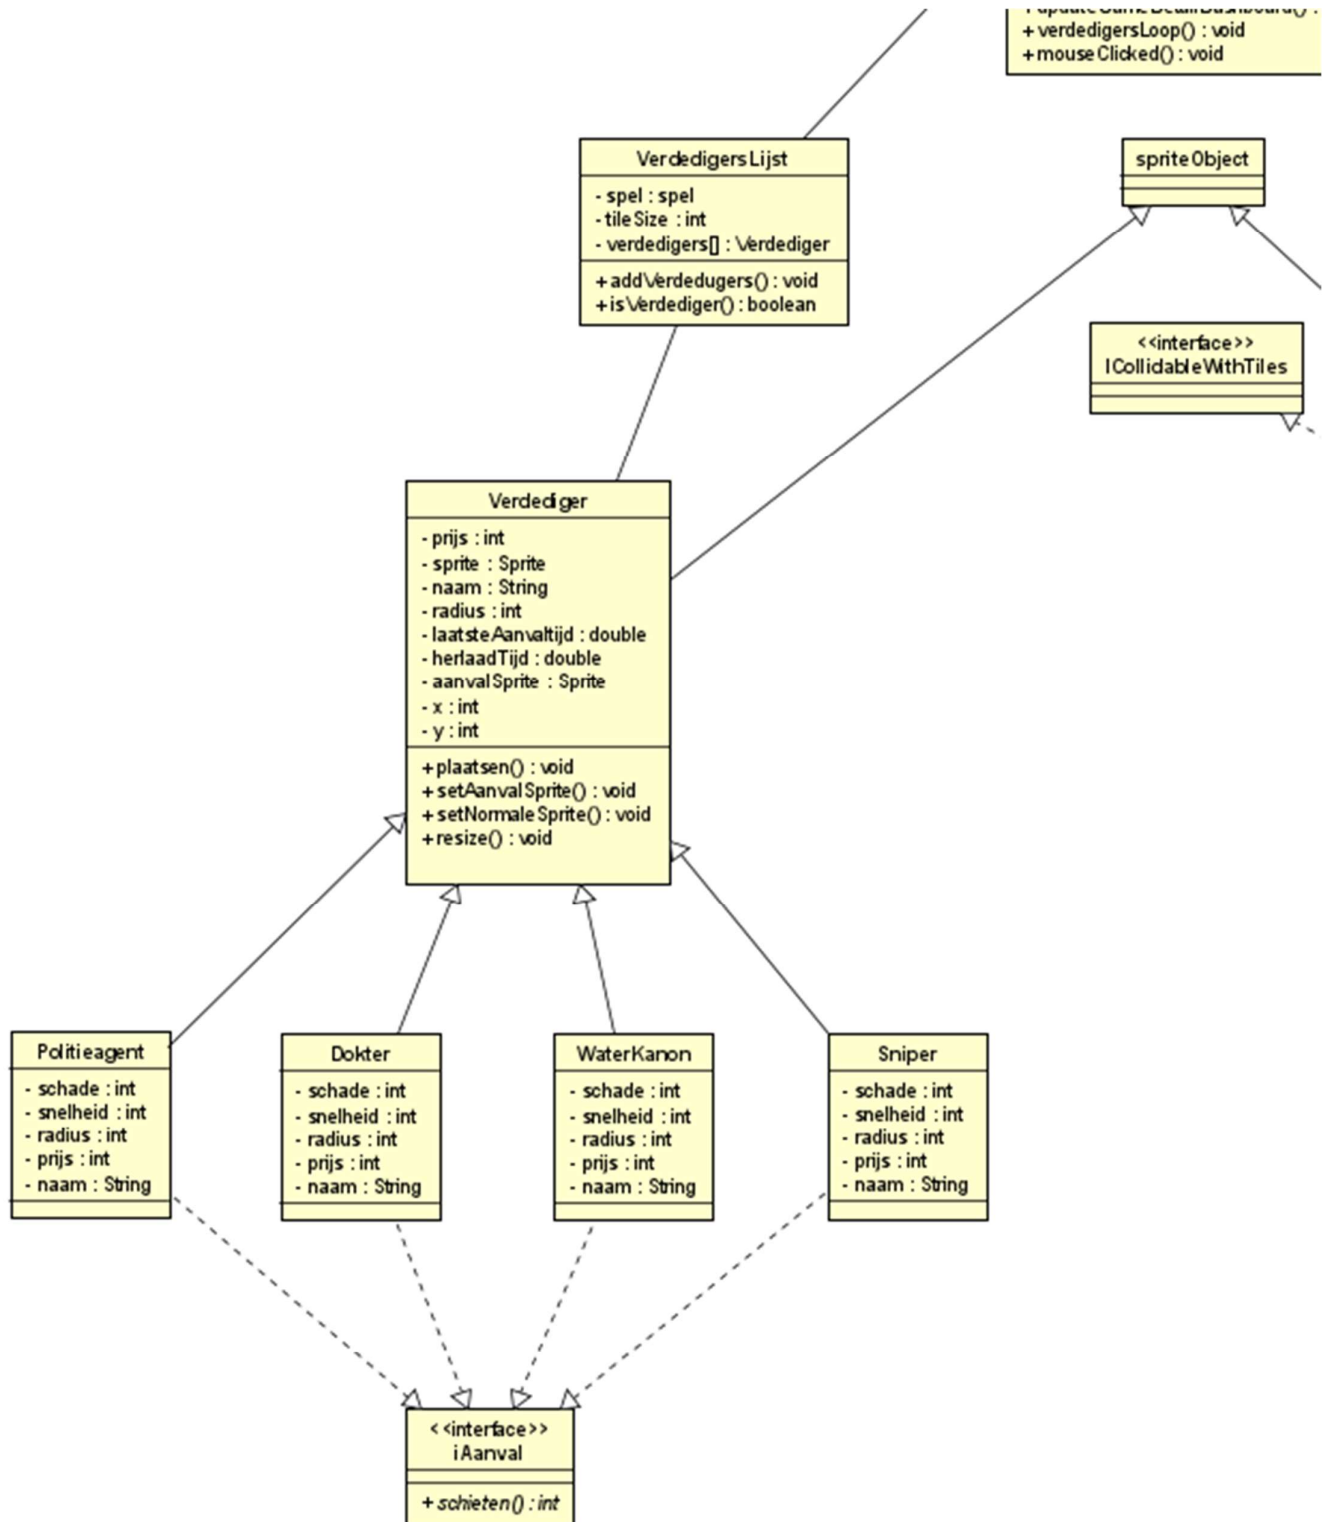 + verdedigersLoop() : void
+ mouseClicked() : void
VerdedigersLijst
- spel : spel
- tileSize : int
- verdedigers[] : Verdediger
+ addVerdedugers() : void
+ isVerdediger() : boolean
spriteObject
<<interface>>
ICollidableWithTiles
Verdediger
- prijs : int
- sprite : Sprite
- naam : String
- radius : int
- laatsteAanvaltijd : double
- herlaadTijd : double
- aanvalSprite : Sprite
- x : int
- y : int
+ plaatsen() : void
+ setAanvalSprite() : void
+ setNormaleSprite() : void
+ resize() : void
Politieagent
- schade : int
- snelheid : int
- radius : int
- prijs : int
- naam : String
Dokter
- schade : int
- snelheid : int
- radius : int
- prijs : int
- naam : String
WaterKanon
- schade : int
- snelheid : int
- radius : int
- prijs : int
- naam : String
Sniper
- schade : int
- snelheid : int
- radius : int
- prijs : int
- naam : String
<<interface>>
iAanval
+ schieten() : int